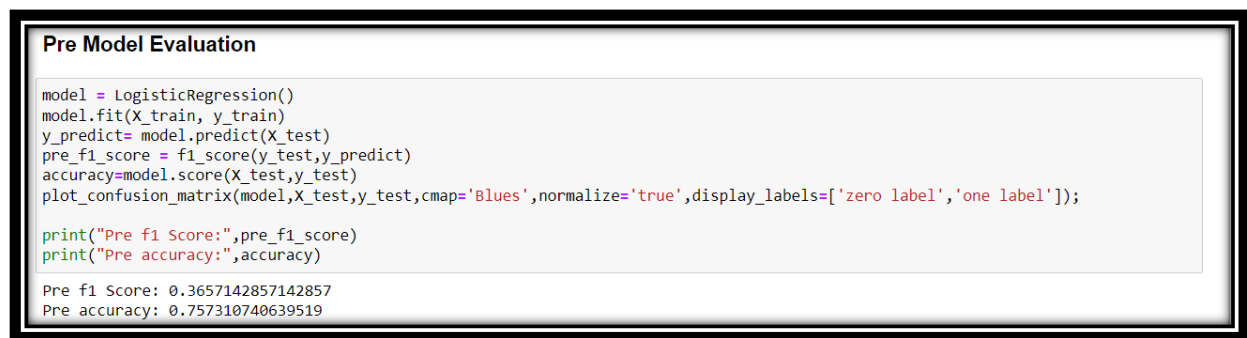 Pre Model Evaluation
model = LogisticRegression()
model.fit(X_train, y_train)
y_predict= model.predict(X_test)
pre_f1_score = f1_score(y_test,y_predict)
accuracy=model.score(X_test,y_test)
plot_confusion_matrix(model,X_test,y_test,cmap='Blues',normalize='true',display_labels=['zero label','one label']);
print("Pre f1 Score:",pre_f1_score)
print("Pre accuracy:",accuracy)
Pre f1 Score: 0.3657142857142857
Pre accuracy: 0.757310740639519